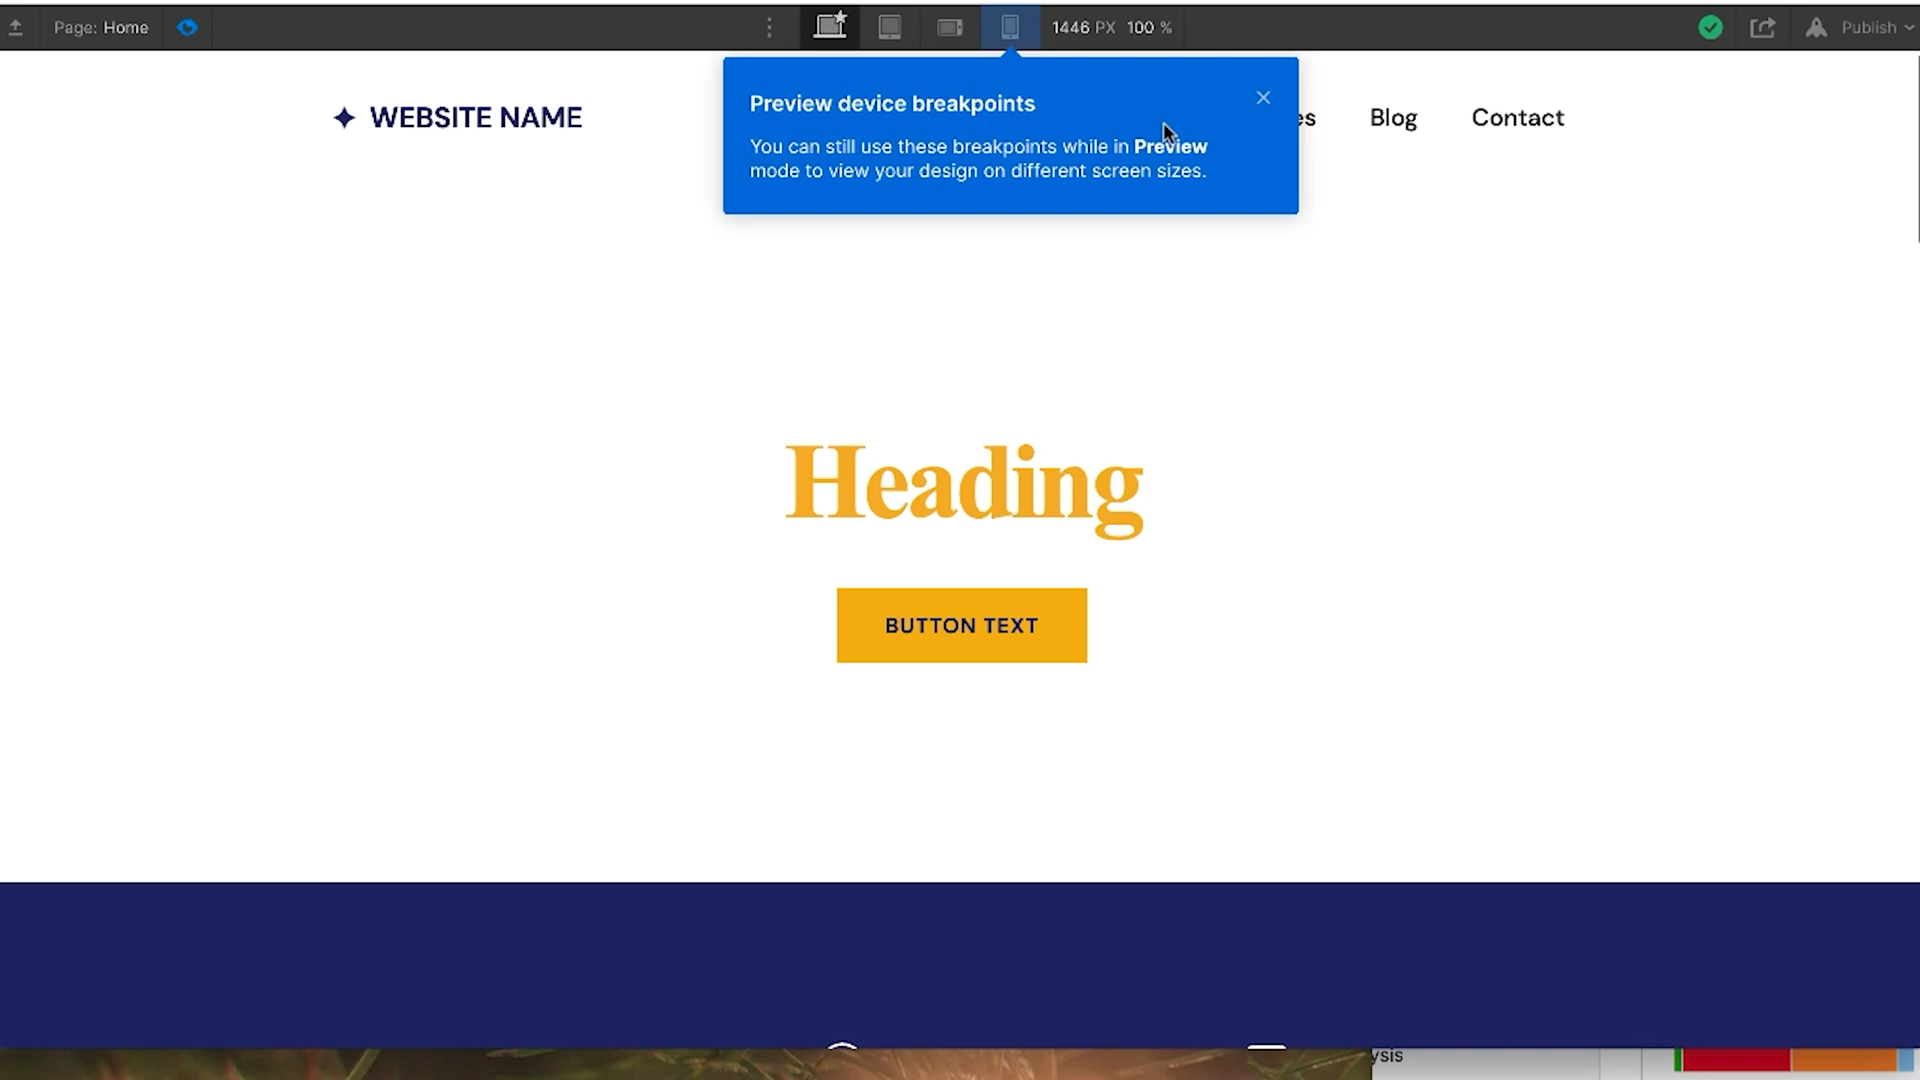 Page: Home
1446 PX 100 %
Publish
WEBSITE NAME
Blog
Contact
Preview device breakpoints
You can still use these breakpoints while in Preview
mode to view your design on different screen sizes.
Heading
BUTTON TEXT